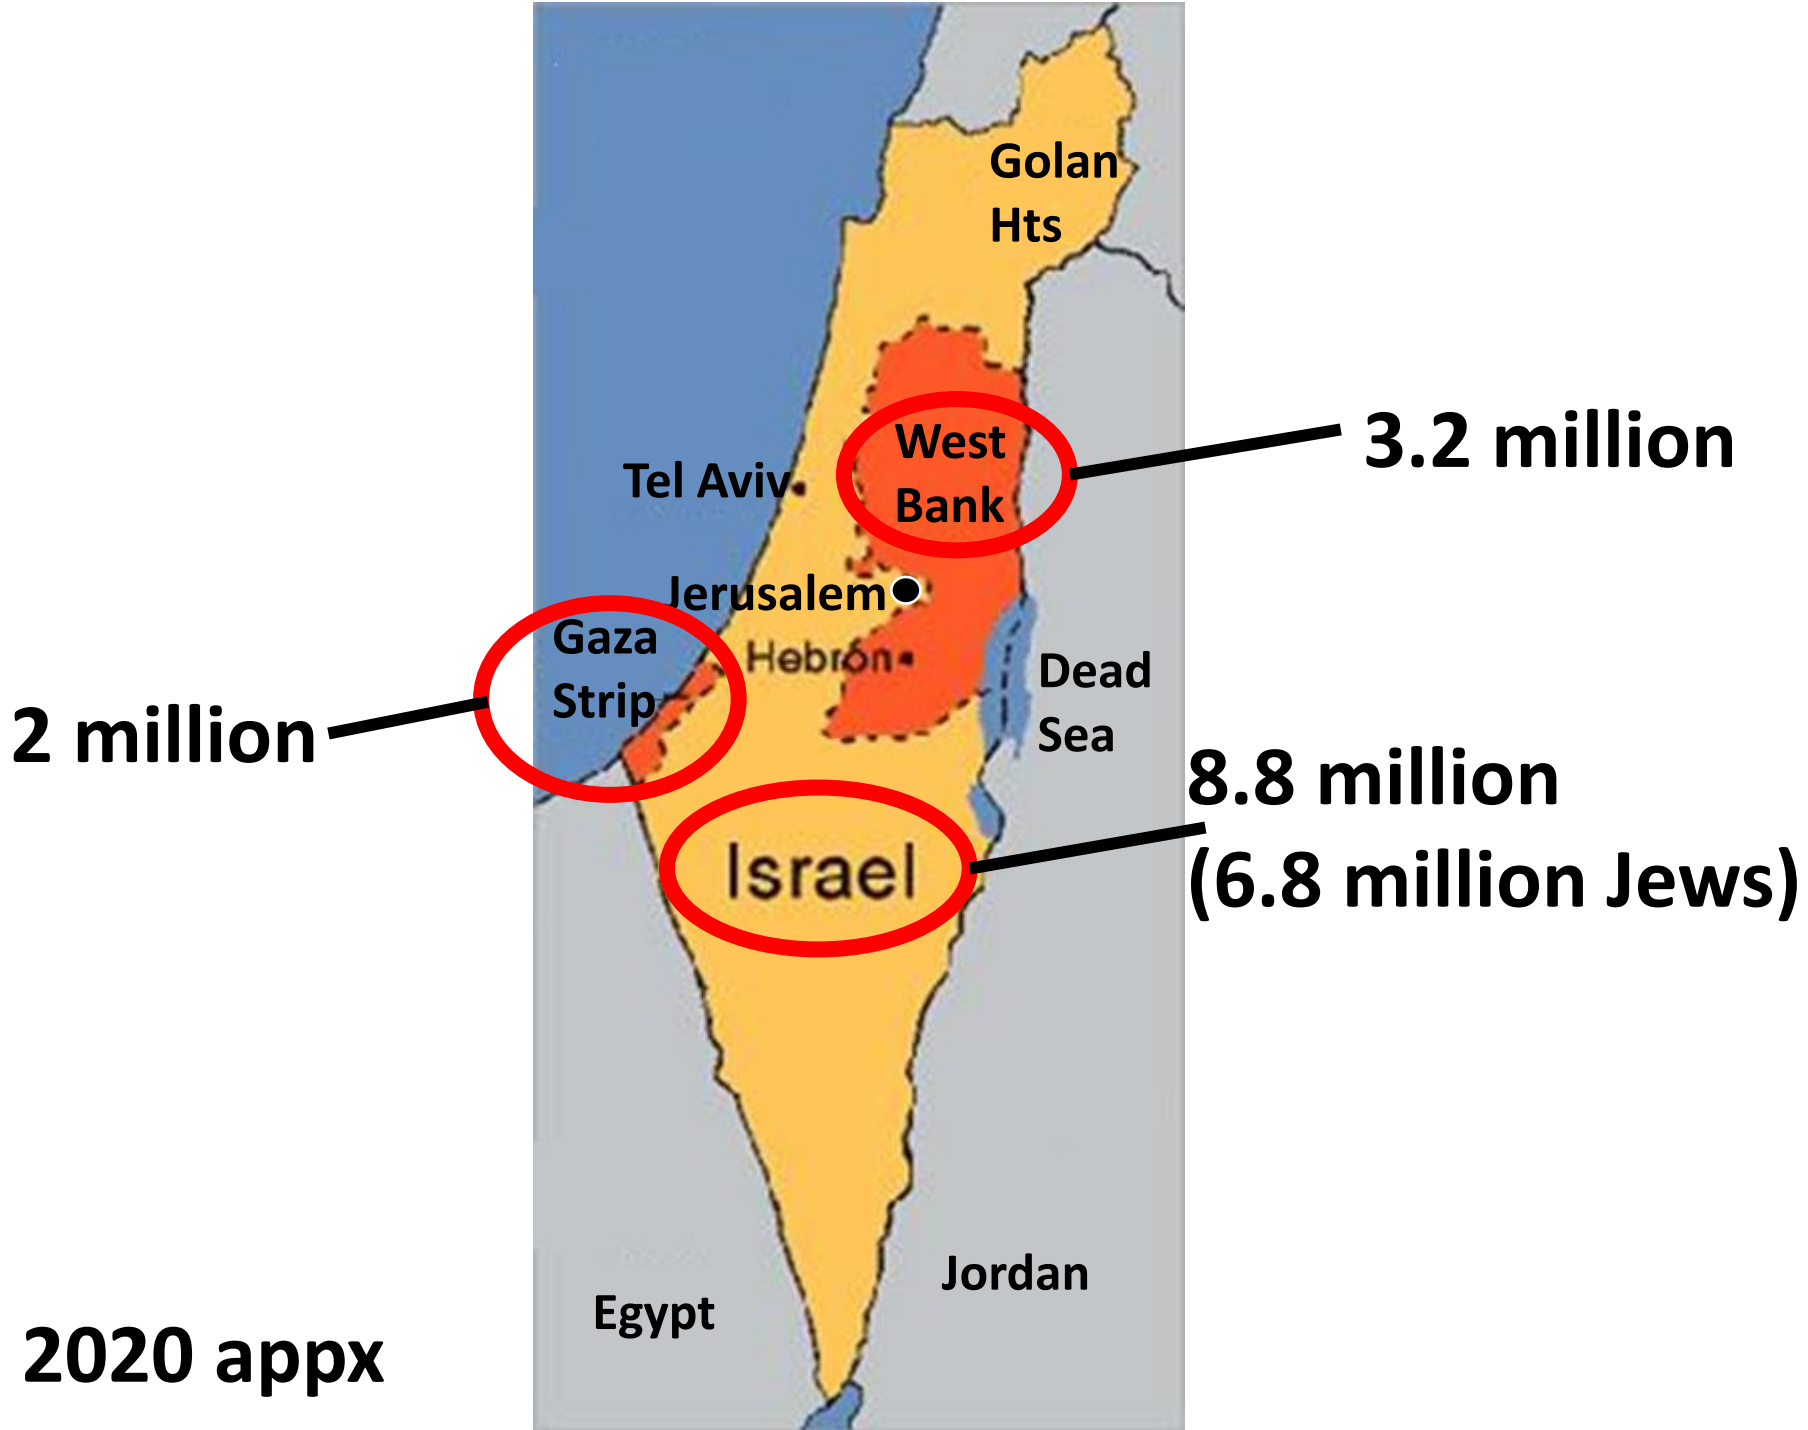 Golan
Hts
West
Bank
3.2 million
Tel Aviv
Jerusalem
Gaza
Strip
Hebrón
Dead
Sea
2 million
8.8 million
(6.8 million Jews)
Israel
Jordan
Egypt
2020 appx